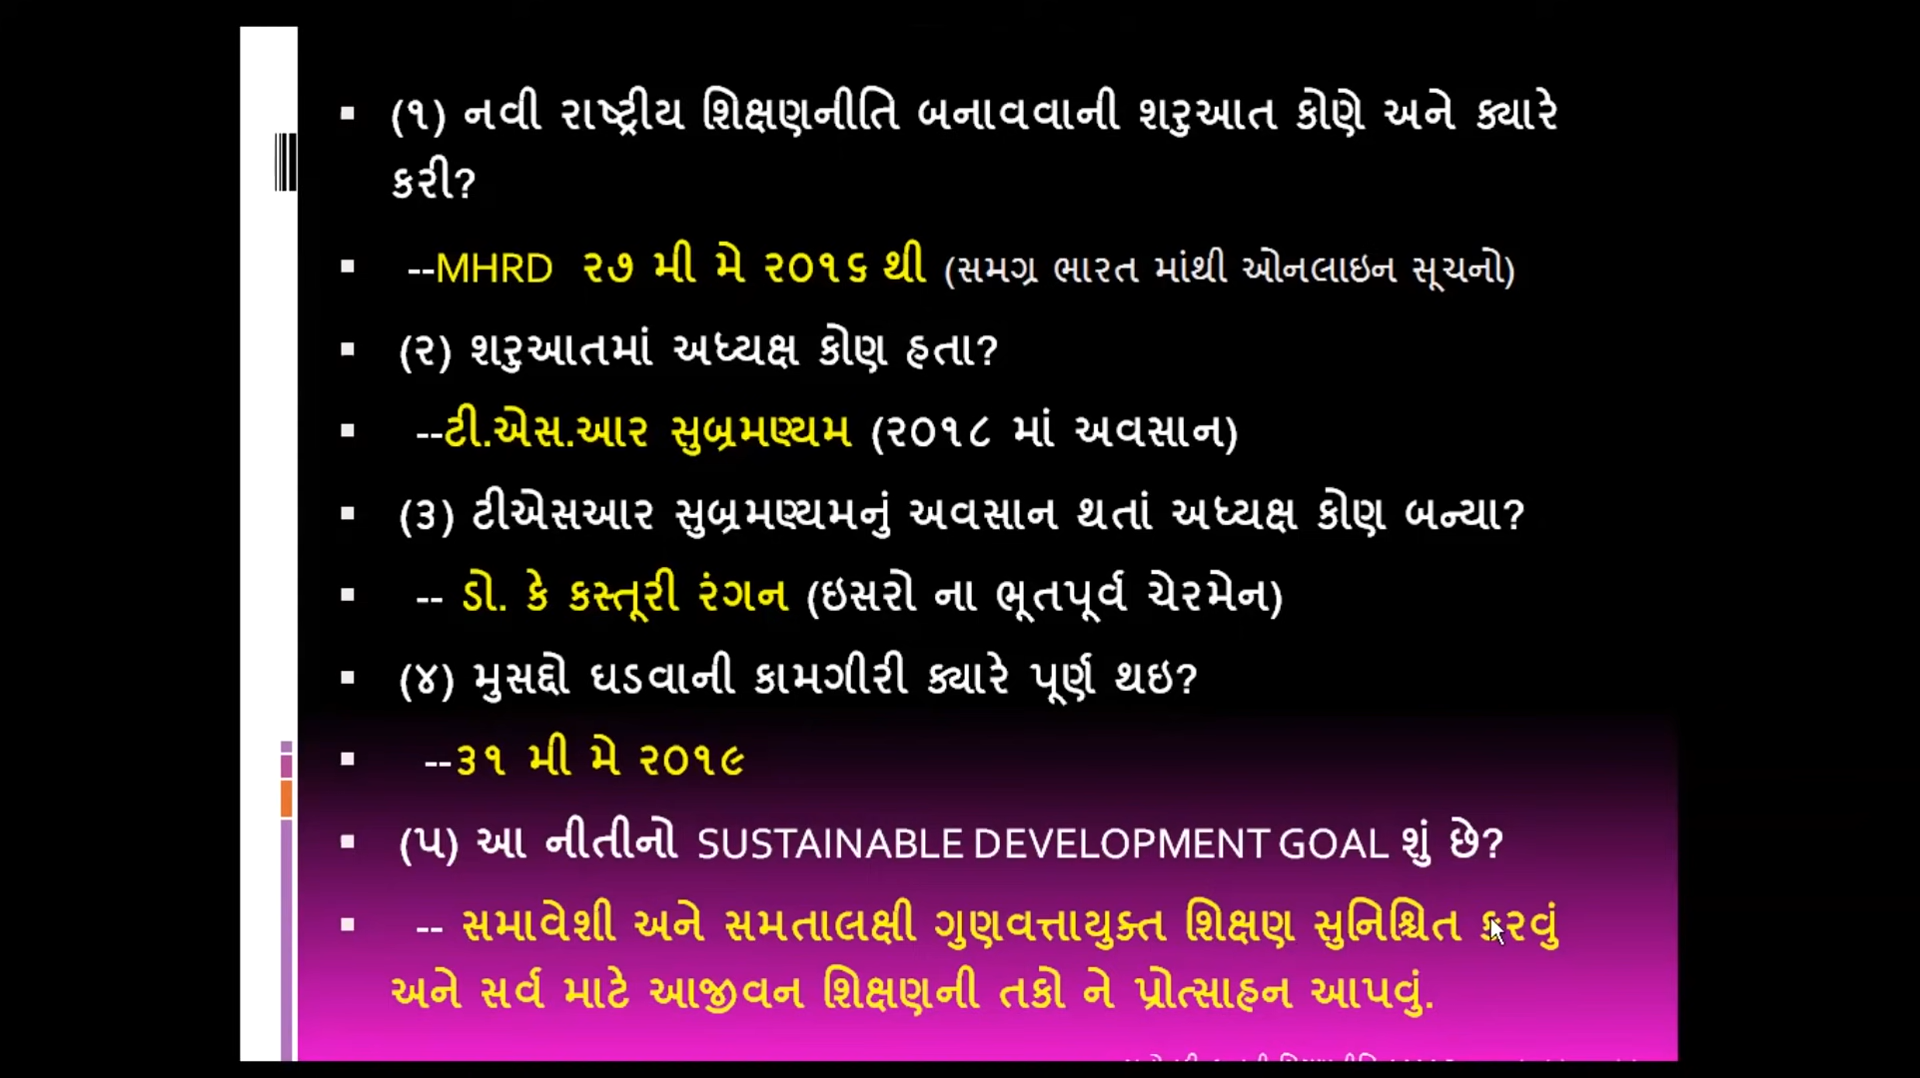 (૧) નવી રાષ્ટ્રીય શિક્ષણનીતિ બનાવવાની શરુઆત કોણે અને ક્યારે
કરી?
--MHRD ૨૭ મી મે ૨૦૧૬ થી (સમગ્ર ભારત માંથી ઓનલાઇન સૂચનો)
(૨) શરુઆતમાં અધ્યક્ષ કોણ હતા?
--ટી.એસ.આર સુબ્રમણ્યમ (૨૦૧૮ માં અવસાન)
(૩) ટીએસઆર સુબ્રમણ્યમનું અવસાન થતાં અધ્યક્ષ કોણ બન્યા?
-- ડો. કે કસ્તૂરી રંગન (ઇસરો ના ભૂતપૂર્વ ચેરમેન)
(૪) મુસદ્દો ઘડવાની કામગીરી ક્યારે પૂર્ણ થઇ?
--૩૧ મી મે ૨૦૧૯
(૫) આ નીતીનો SUSTAINABLE DEVELOPMENT GOAL શું છે?
-- સમાવેશી અને સમતાલક્ષી ગુણવત્તાયુક્ત શિક્ષણ સુનિશ્ચિત કરવું
અને સર્વ માટે આજીવન શિક્ષણની તકો ને પ્રોત્સાહન આપવું.